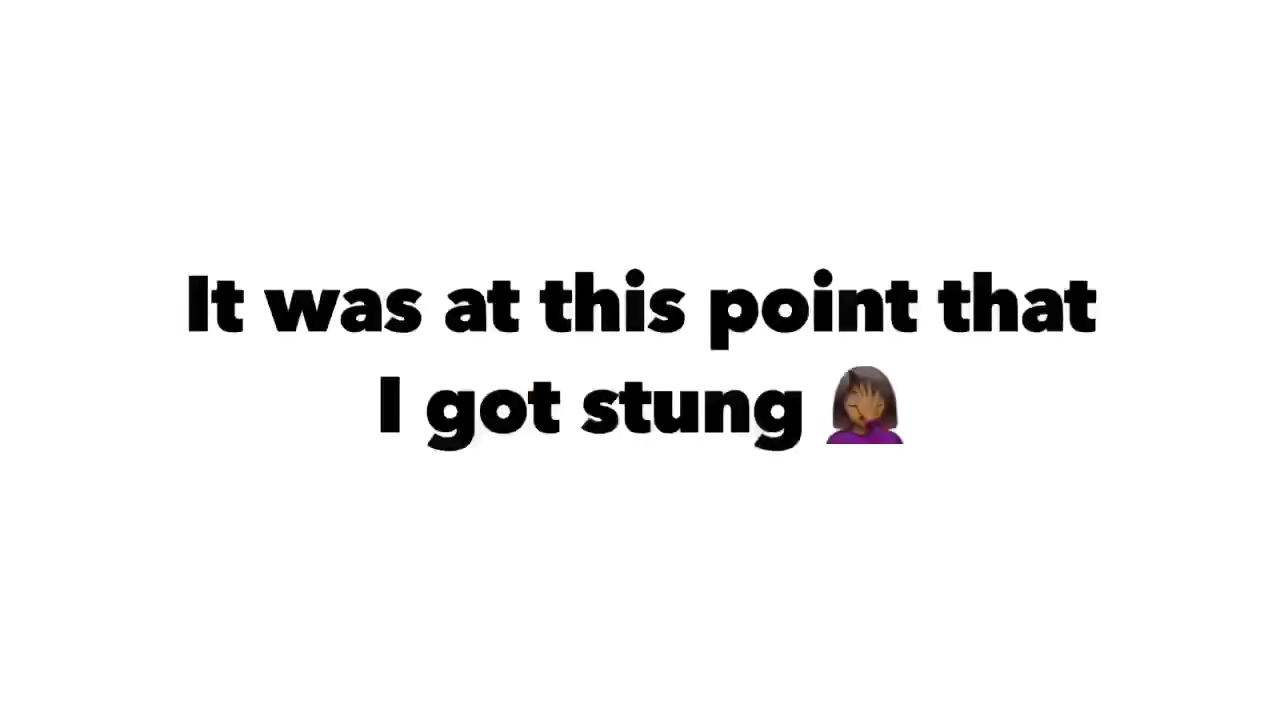 It was at this point that
I got stung 🤦🏾‍♀️